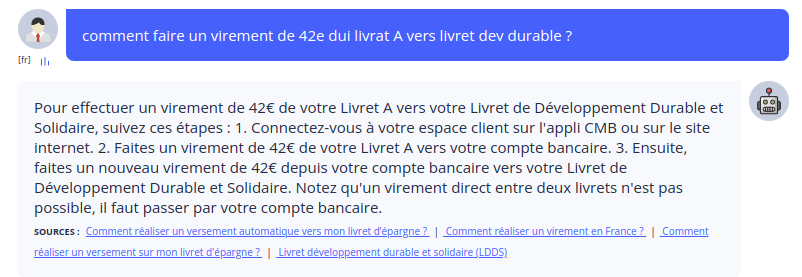 comment faire un virement de 42e dui livrat A vers livret dev durable ?
[fr]
Pour effectuer un virement de 42€ de votre Livret A vers votre Livret de Développement Durable et
Solidaire, suivez ces étapes : 1. Connectez-vous à votre espace client sur l'appli CMB ou sur le site
internet. 2. Faites un virement de 42€ de votre Livret A vers votre compte bancaire. 3. Ensuite,
faites un nouveau virement de 42€ depuis votre compte bancaire vers votre Livret de
Développement Durable et Solidaire. Notez qu'un virement direct entre deux livrets n'est pas
possible, il faut passer par votre compte bancaire.
SOURCES : Comment réaliser un versement automatique vers mon livret d'épargne ? | Comment réaliser un virement en France ? | Comment
réaliser un versement sur mon livret d'épargne ? | Livret développement durable et solidaire (LDDS)